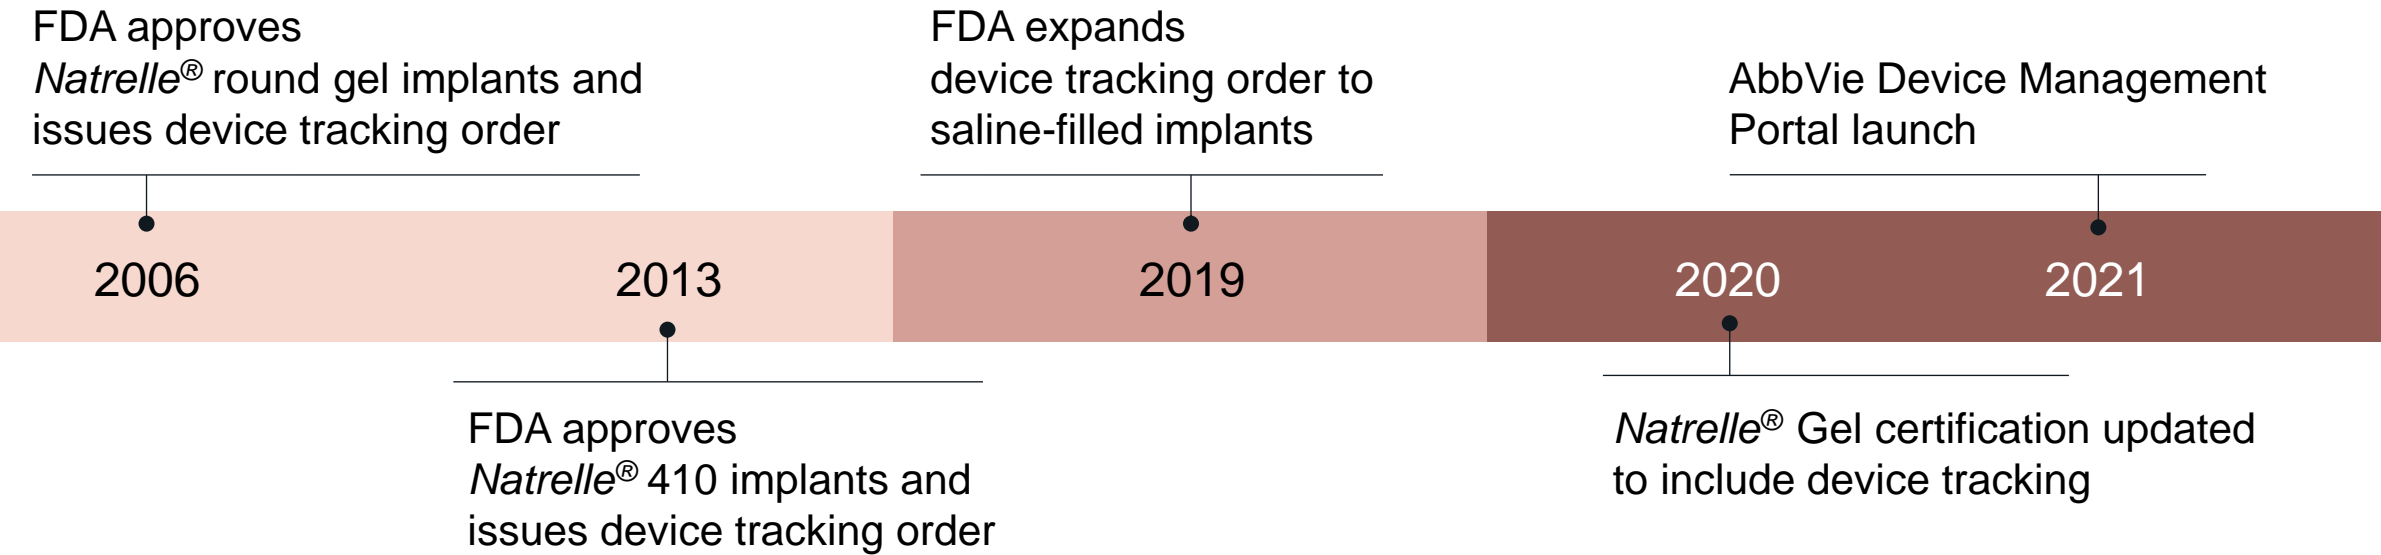 FDA approves
Natrelle® round gel implants and
issues device tracking order
FDA expands
device tracking order to
saline-filled implants
AbbVie Device Management
Portal launch
2006
2013
2019
2020
2021
FDA approves
Natrelle® 410 implants and
issues device tracking order
Natrelle® Gel certification updated
to include device tracking